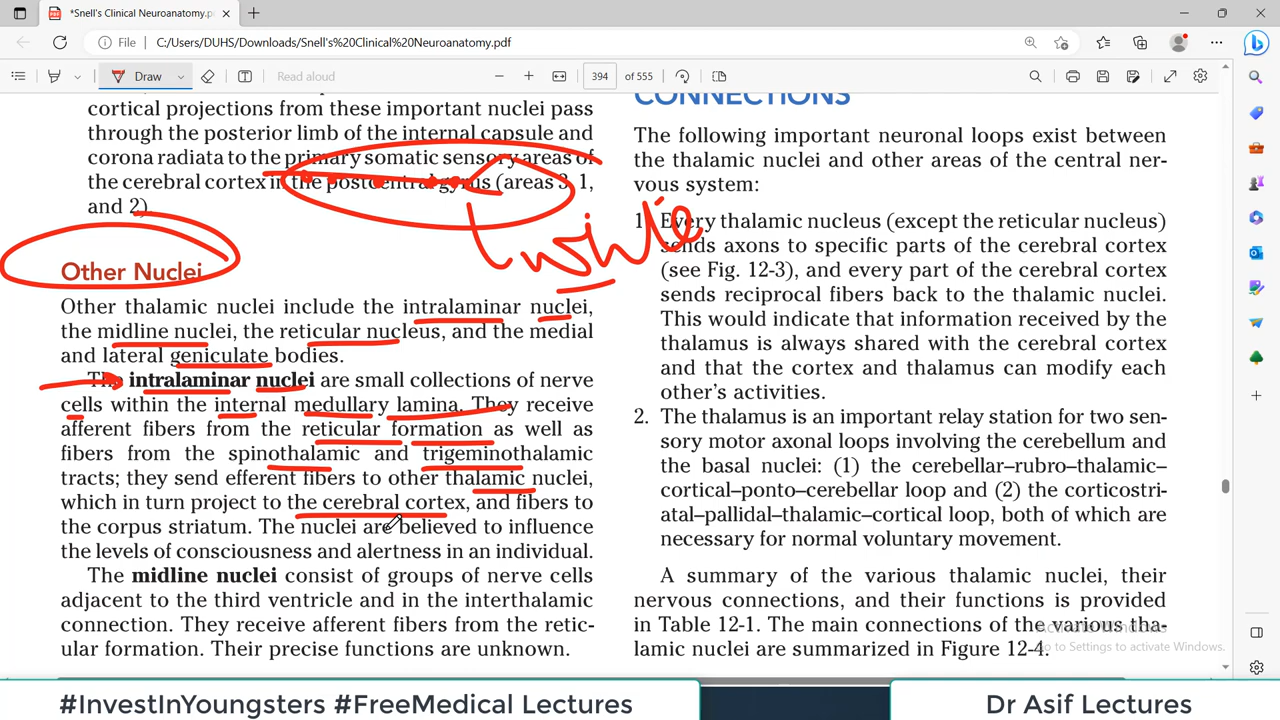 *Snell's Clinical Neuroanatomy.p
File
C:/Users/DUHS/Downloads/Snell's%20Clinical%20Neuroanatomy.pdf
Draw
Read aloud
394
of 555
cortical projections from these important nuclei pass
through the posterior limb of the internal capsule and
corona radiata to the primary somatic sensory areas of
the cerebral cortex in the postcentral gyrus (areas 3, 1,
and 2).
Other Nuclei
Other thalamic nuclei include the intralaminar nuclei,
the midline nuclei, the reticular nucleus, and the medial
and lateral geniculate bodies.
The intralaminar nuclei are small collections of nerve
cells within the internal medullary lamina. They receive
afferent fibers from the reticular formation as well as
fibers from the spinothalamic and trigeminothalamic
tracts; they send efferent fibers to other thalamic nuclei,
which in turn project to the cerebral cortex, and fibers to
the corpus striatum. The nuclei are believed to influence
the levels of consciousness and alertness in an individual.
The midline nuclei consist of groups of nerve cells
adjacent to the third ventricle and in the interthalamic
connection. They receive afferent fibers from the retic-
ular formation. Their precise functions are unknown.
CONNECTIONS
The following important neuronal loops exist between
the thalamic nuclei and other areas of the central ner-
vous system:
1. Every thalamic nucleus (except the reticular nucleus)
sends axons to specific parts of the cerebral cortex
(see Fig. 12-3), and every part of the cerebral cortex
sends reciprocal fibers back to the thalamic nuclei.
This would indicate that information received by the
thalamus is always shared with the cerebral cortex
and that the cortex and thalamus can modify each
other's activities.
2. The thalamus is an important relay station for two sen-
sory motor axonal loops involving the cerebellum and
the basal nuclei: (1) the cerebellar–rubro–thalamic–
cortical–ponto–cerebellar loop and (2) the corticostri-
atal–pallidal–thalamic–cortical loop, both of which are
necessary for normal voluntary movement.
A summary of the various thalamic nuclei, their
nervous connections, and their functions is provided
in Table 12-1. The main connections of the various tha-
lamic nuclei are summarized in Figure 12-4.
Activate Windows
Go to Settings to activate Windows.
#InvestInYoungsters #FreeMedical Lectures
Dr Asif Lectures